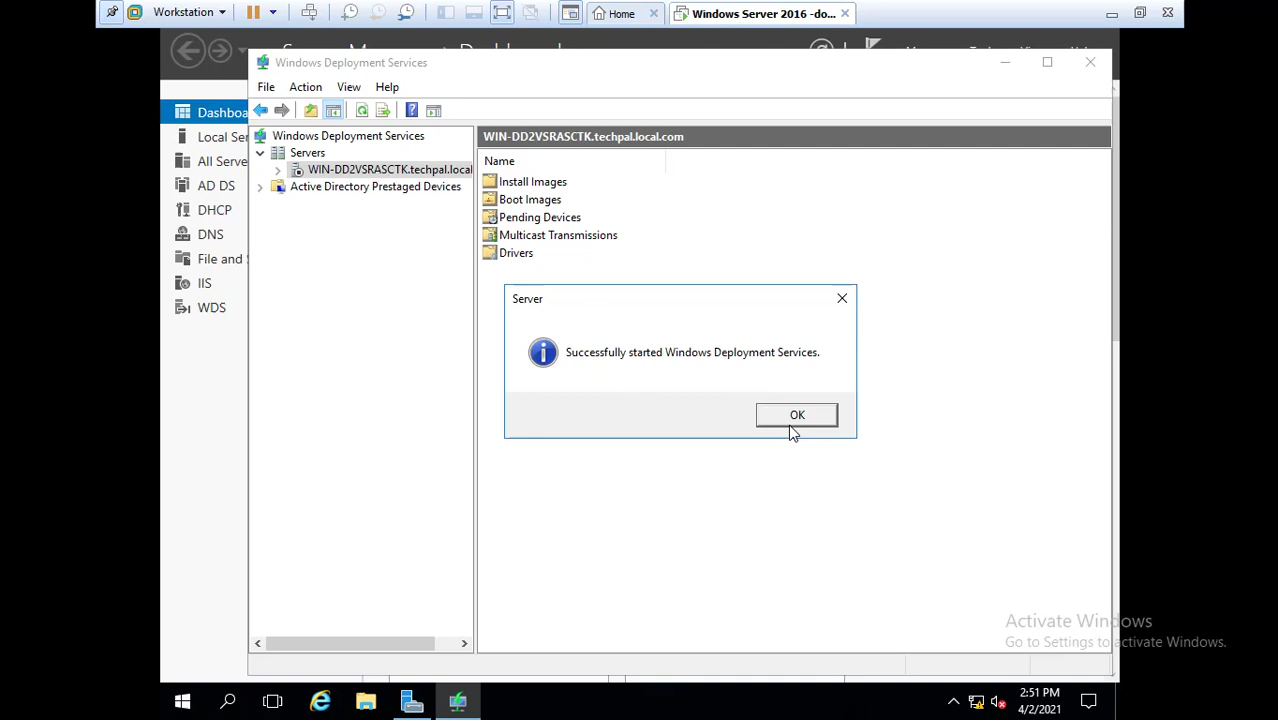 Workstation
Home
Windows Server 2016 -do...
Windows Deployment Services
File
Action
View
Help
Windows Deployment Services
Servers
WIN-DD2VSRASCTK.techpal.local
Active Directory Prestaged Devices
WIN-DD2VSRASCTK.techpal.local.com
Name
Install Images
Boot Images
Pending Devices
Multicast Transmissions
Drivers
Dashboa
Local Ser
All Serve
AD DS
DHCP
DNS
File and S
IIS
WDS
Server
Successfully started Windows Deployment Services.
OK
Activate Windows
Go to Settings to activate Windows.
2:51 PM
4/2/2021